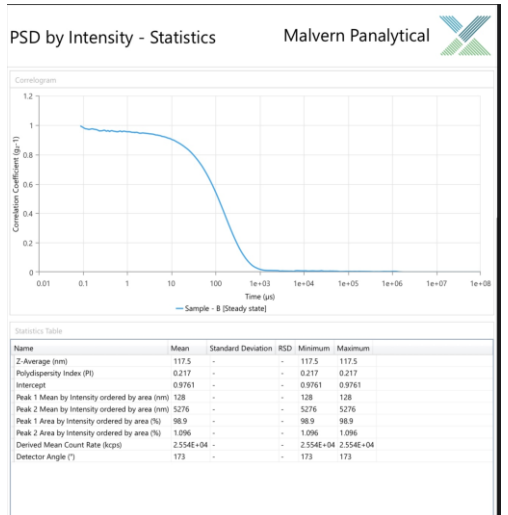 PSD by Intensity - Statistics
Malvern Panalytical
Correlogram
1.2
1
0.8
0.6
0.4
0.2
0
Correlation Coefficient (g2-1)
0.01 0.1 1 10 100 1e+03 1e+04 1e+05 1e+06 1e+07 1e+08
Time (µs)
Sample - B [Steady state]
Statistics Table
Name Mean Standard Deviation RSD Minimum Maximum
Z-Average (nm) 117.5 - - 117.5 117.5
Polydispersity Index (PI) 0.217 - - 0.217 0.217
Intercept 0.9761 - - 0.9761 0.9761
Peak 1 Mean by Intensity ordered by area (nm) 128 - - 128 128
Peak 2 Mean by Intensity ordered by area (nm) 5276 - - 5276 5276
Peak 1 Area by Intensity ordered by area (%) 98.9 - - 98.9 98.9
Peak 2 Area by Intensity ordered by area (%) 1.096 - - 1.096 1.096
Derived Mean Count Rate (kcps) 2.554E+04 - - 2.554E+04 2.554E+04
Detector Angle (°) 173 - - 173 173